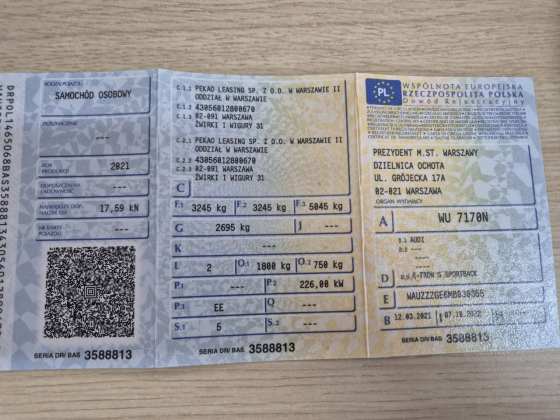 RODZAJ POJAZDU
SAMOCHÓD OSOBOWY
PRZEZNACZENIE
---
ROK PRODUKCJI
2021
DOPUSZCZALNA ŁADOWNOŚĆ
---
NAJWIĘKSZY DOP. NACISK OSI
17,59 kN
NR KARTY POJAZDU
---
SERIA DR/ BAS 3588813
C.1.1 PEKAO LEASING SP. Z O.O. W WARSZAWIE II
ODDZIAŁ W WARSZAWIE
C.1.2 43056012800670
C.1.3 02-091 WARSZAWA
ŻWIRKI I WIGURY 31
C.2.1 PEKAO LEASING SP. Z O.O. W WARSZAWIE II
ODDZIAŁ W WARSZAWIE
C.2.2 43056012800670
C.2.3 02-091 WARSZAWA
ŻWIRKI I WIGURY 31
C
F.1 3245 kg F.2 3245 kg F.3 5045 kg
G 2695 kg J ---
K ---
L 2 O.1 1800 kg O.2 750 kg
P.1 --- P.2 226,00 kW
P.3 EE Q ---
S.1 5 S.2 ---
SERIA DR/ BAS 3588813
PL
WSPÓLNOTA EUROPEJSKA
RZECZPOSPOLITA POLSKA
Dowód Rejestracyjny
PREZYDENT M.ST. WARSZAWY
DZIELNICA OCHOTA
UL. GRÓJECKA 17A
02-021 WARSZAWA
ORGAN WYDAJĄCY
A WU 7170N
D.1 AUDI
D.2 ---
----
----
D D.3 E-TRON S SPORTBACK
E
B 12.03.2021 I
SERIA DR/ BAS 3588813